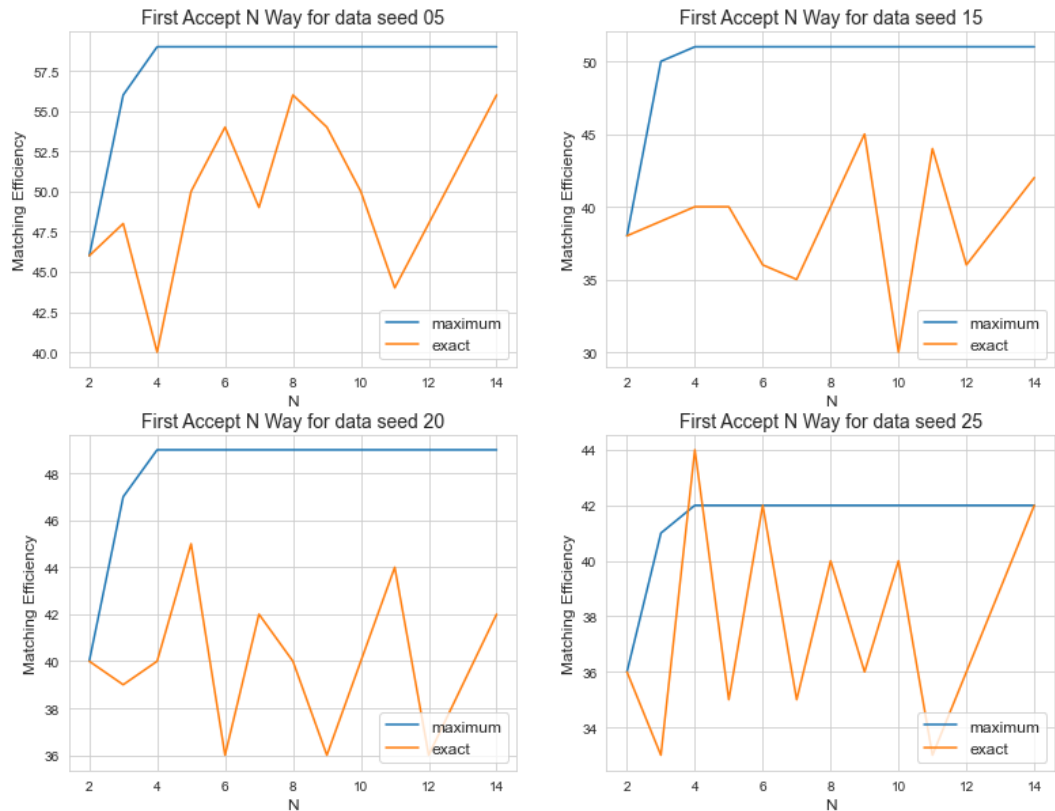 First Accept N Way for data seed 05
Matching Efficiency
57.5
55.0
52.5
50.0
47.5
45.0
42.5
40.0
2 4 6 8 10 12 14
N
maximum
exact
First Accept N Way for data seed 15
Matching Efficiency
50
45
40
35
30
2 4 6 8 10 12 14
N
maximum
exact
First Accept N Way for data seed 20
Matching Efficiency
48
46
44
42
40
38
36
2 4 6 8 10 12 14
N
maximum
exact
First Accept N Way for data seed 25
Matching Efficiency
44
42
40
38
36
34
2 4 6 8 10 12 14
N
maximum
exact